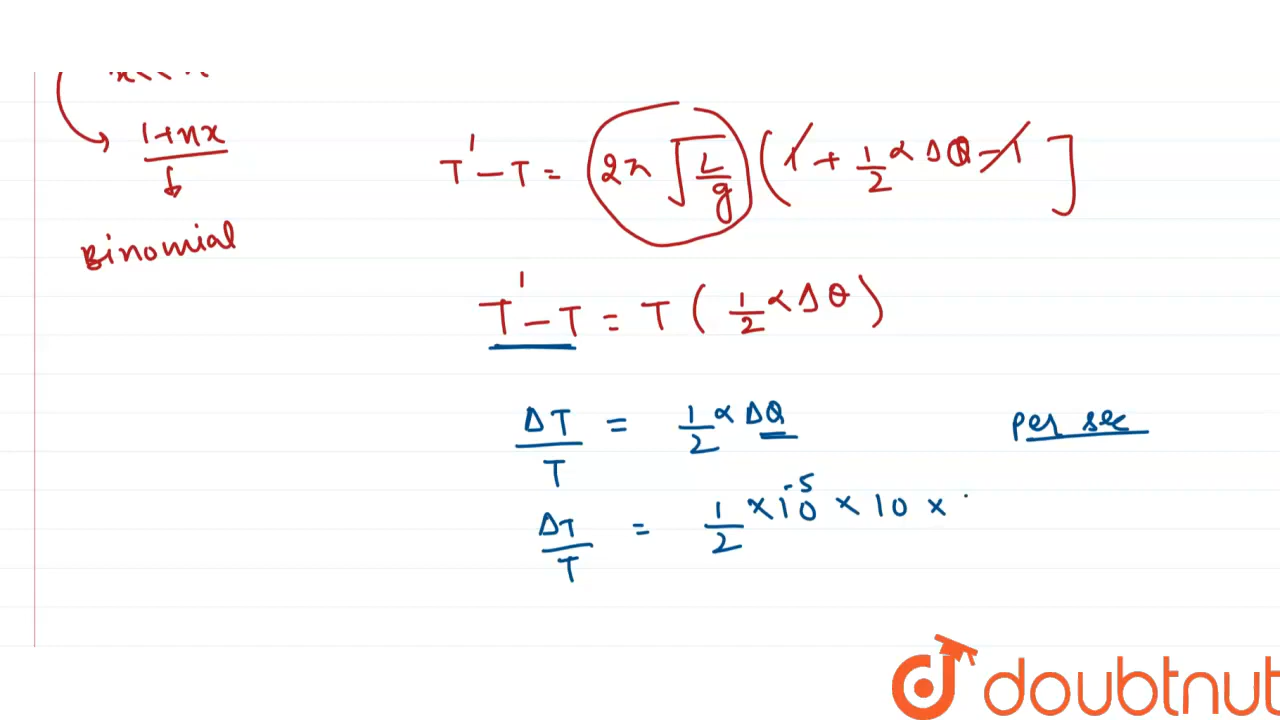 1+nx
Binomial
T' - T = 2π √(L/g) (1 + 1/2 α Δθ - 1]
T' - T = T ( 1/2 α Δθ )
ΔT/T = 1/2 α Δθ per sec
ΔT/T = 1/2 × 10^-5 × 10 ×
doubtnut